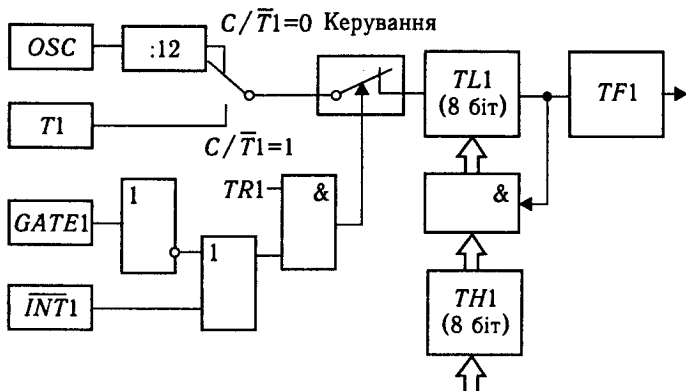 C/T̅1=0 Керування
OSC
:12
TL1
(8 біт)
TF1
T1
C/T̅1=1
TR1
&
&
1
GATE1
1
I̅N̅T̅1
TH1
(8 біт)